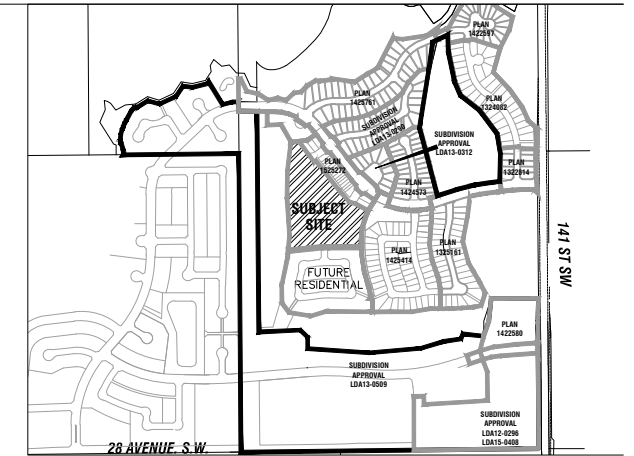 PLAN
1422597
PLAN
1425761
PLAN
1324082
SUBDIVISION
APPROVAL
LDA13-0299
SUBDIVISION
APPROVAL
LDA13-0312
PLAN
1525272
PLAN
1322814
PLAN
1424573
SUBJECT
SITE
141 ST SW
PLAN
1425414
PLAN
1325161
FUTURE
RESIDENTIAL
PLAN
1422580
SUBDIVISION
APPROVAL
LDA13-0509
SUBDIVISION
APPROVAL
LDA12-0296
LDA15-0408
28 AVENUE. S.W.